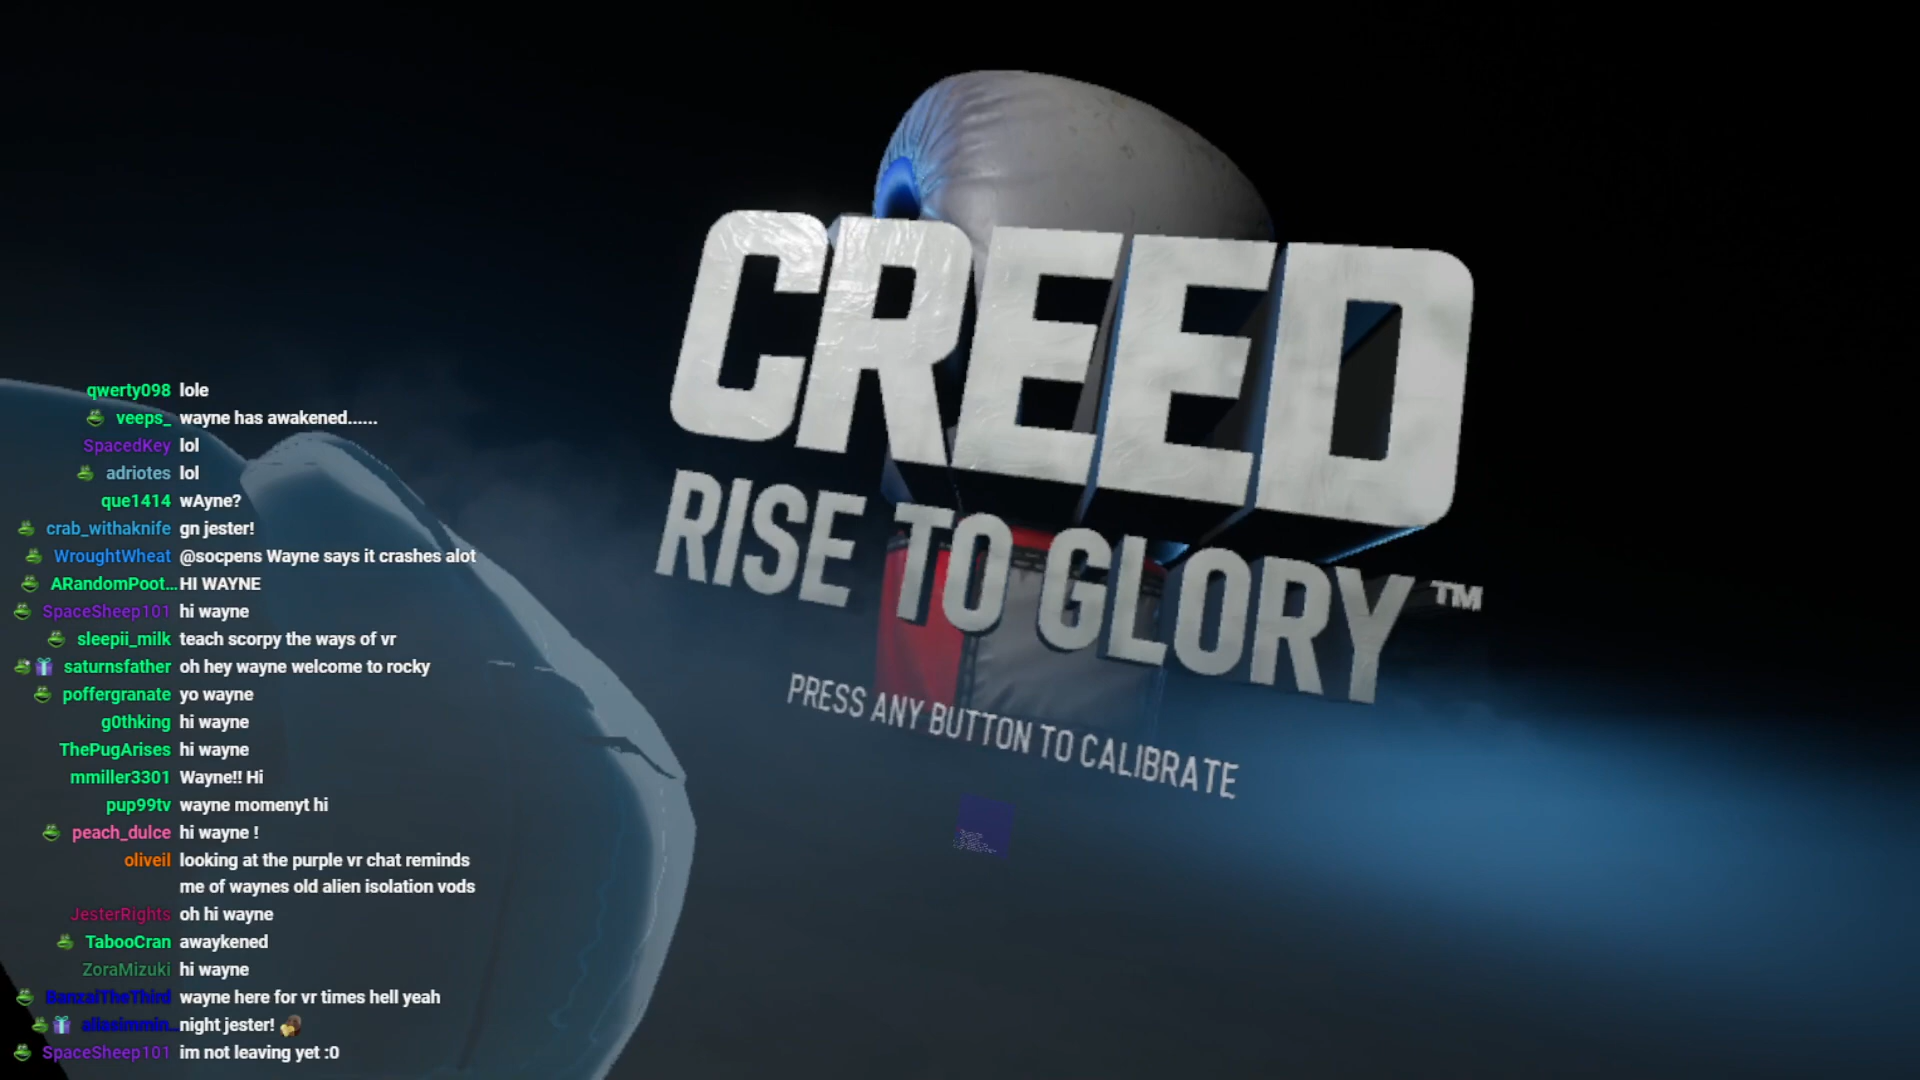 CREED
RISE TO GLORY™
PRESS ANY BUTTON TO CALIBRATE
qwerty098 lole
veeps_ wayne has awakened......
SpacedKey lol
adriotes lol
que1414 wAyne?
crab_withaknife gn jester!
WroughtWheat @socpens Wayne says it crashes alot
ARandomPoot... HI WAYNE
SpaceSheep101 hi wayne
sleepii_milk teach scorpy the ways of vr
saturnsfather oh hey wayne welcome to rocky
poffergranate yo wayne
g0thking hi wayne
ThePugArises hi wayne
mmiller3301 Wayne!! Hi
pup99tv wayne momenyt hi
peach_dulce hi wayne !
oliveil looking at the purple vr chat reminds
me of waynes old alien isolation vods
JesterRights oh hi wayne
TabooCran awaykened
ZoraMizuki hi wayne
BanzaiTheThird wayne here for vr times hell yeah
night jester!
SpaceSheep101 im not leaving yet :0